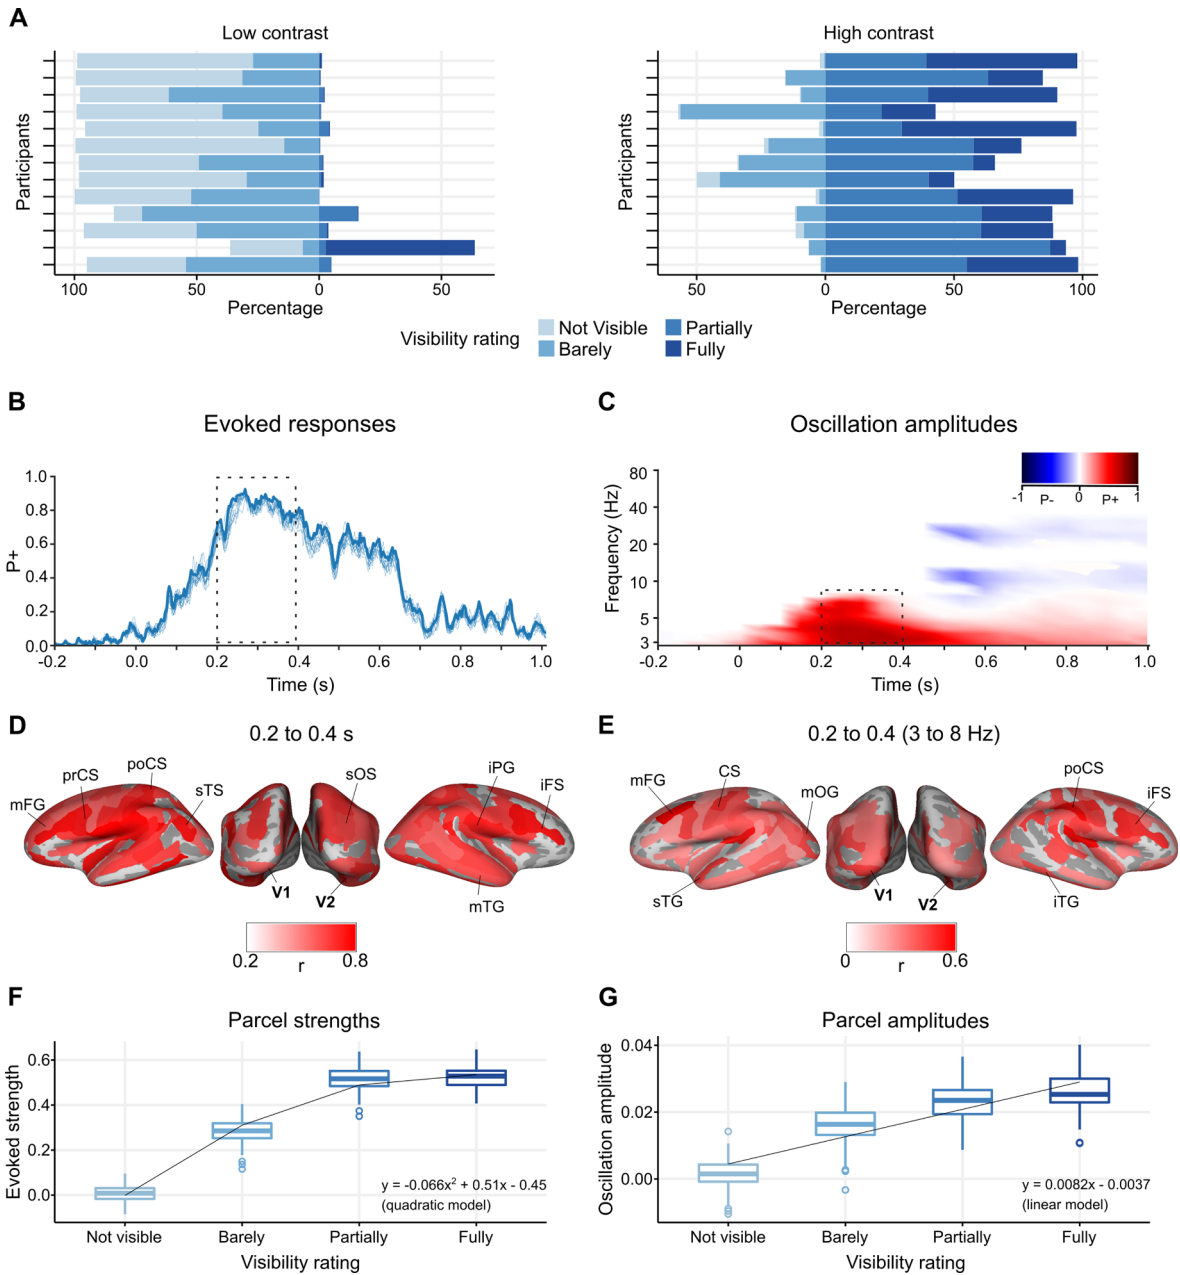 A
Low contrast
High contrast
Participants
Participants
100 50 0 50
50 0 50 100
Percentage
Percentage
Visibility rating
Not Visible
Partially
Barely
Fully
B
C
Evoked responses
Oscillation amplitudes
P+
1.0
0.8
0.6
0.4
0.2
0.0
-0.2 0.0 0.2 0.4 0.6 0.8 1.0
Time (s)
Frequency (Hz)
80
40
20
10
5
3
-1 P- 0 P+ 1
-0.2 0 0.2 0.4 0.6 0.8 1.0
Time (s)
D
0.2 to 0.4 s
mFG
prCS
poCS
sTS
sOS
iPG
iFS
V1
V2
mTG
0.2 r 0.8
E
0.2 to 0.4 (3 to 8 Hz)
mFG
CS
mOG
poCS
iFS
sTG
V1
V2
iTG
0 r 0.6
F
Parcel strengths
Evoked strength
0.6
0.4
0.2
0.0
y = -0.066x² + 0.51x - 0.45
(quadratic model)
Not visible Barely Partially Fully
Visibility rating
G
Parcel amplitudes
Oscillation amplitude
0.04
0.02
0.00
y = 0.0082x - 0.0037
(linear model)
Not visible Barely Partially Fully
Visibility rating